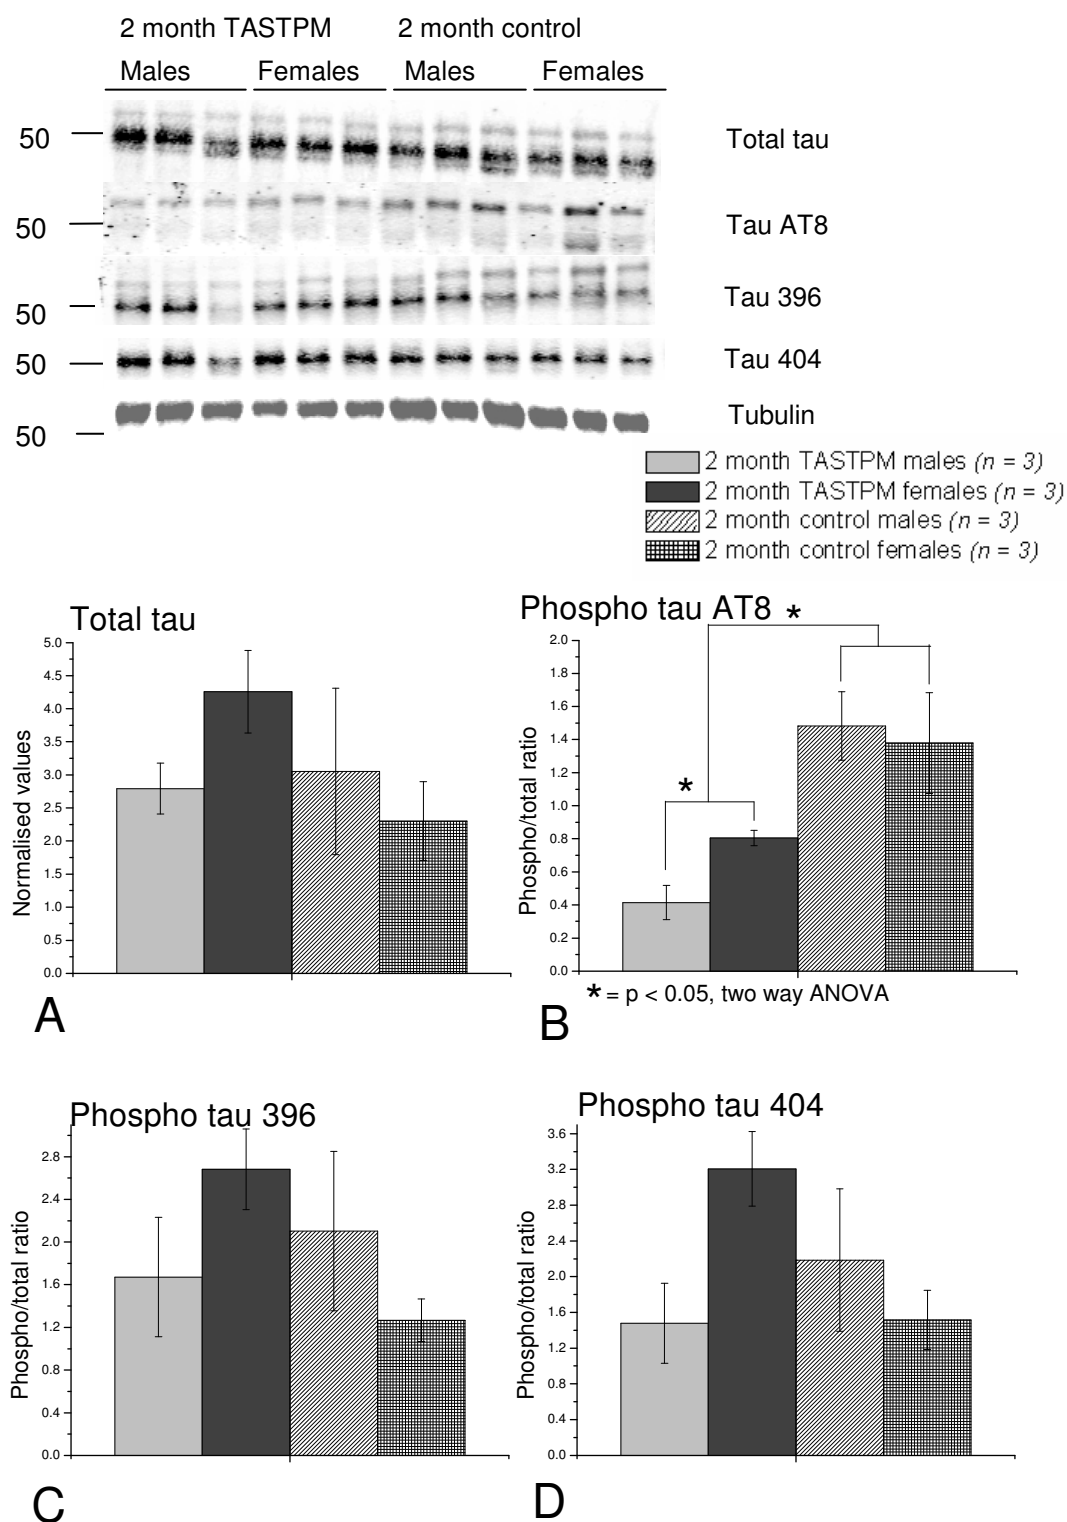 2 month TASTPM 2 month control
Males Females Males Females
50 Total tau
50 Tau AT8
50 Tau 396
50 Tau 404
50 Tubulin
2 month TASTPM males (n = 3)
2 month TASTPM females (n = 3)
2 month control males (n = 3)
2 month control females (n = 3)
Total tau
Normalised values
5.0
4.5
4.0
3.5
3.0
2.5
2.0
1.5
1.0
0.5
0.0
A
Phospho tau AT8 *
*
Phospho/total ratio
2.0
1.8
1.6
1.4
1.2
1.0
0.8
0.6
0.4
0.2
0.0
* = p < 0.05, two way ANOVA
B
Phospho tau 396
Phospho/total ratio
2.8
2.4
2.0
1.6
1.2
0.8
0.4
0.0
C
Phospho tau 404
Phospho/total ratio
3.6
3.2
2.8
2.4
2.0
1.6
1.2
0.8
0.4
0.0
D